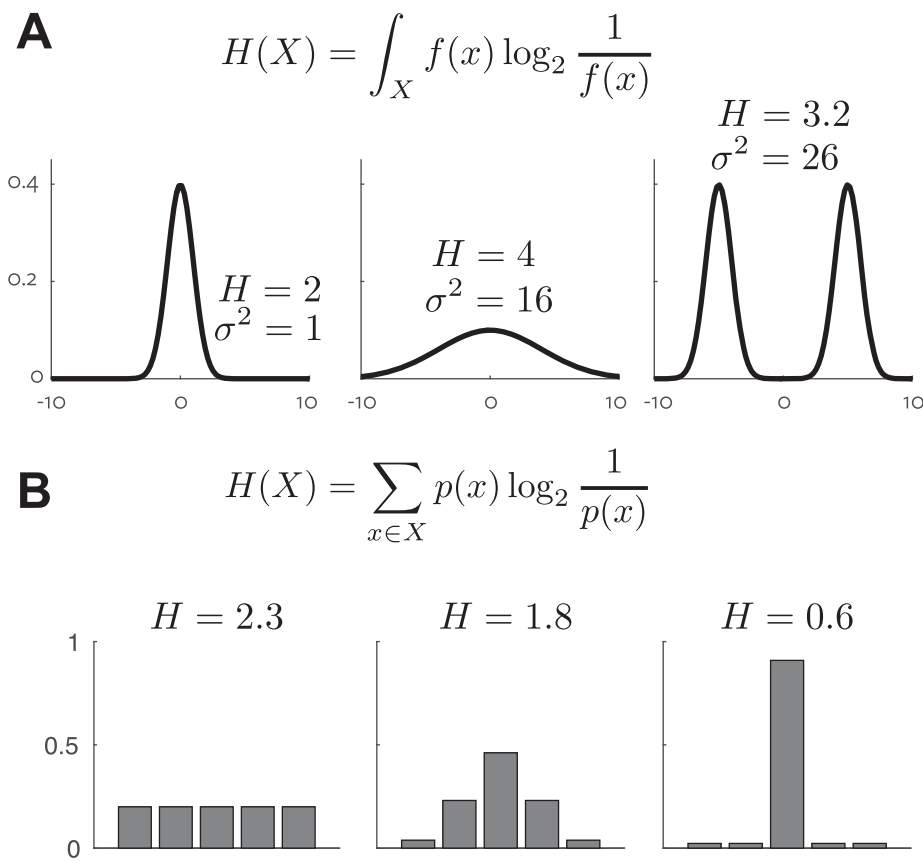 A
H(X) = ∫_X f(x) log₂ 1/f(x)
H = 3.2
σ² = 26
0.4
0.2
0
H = 2
σ² = 1
H = 4
σ² = 16
-10 0 10
-10 0 10
-10 0 10
B
H(X) = ∑_{x∈X} p(x) log₂ 1/p(x)
H = 2.3
H = 1.8
H = 0.6
1
0.5
0